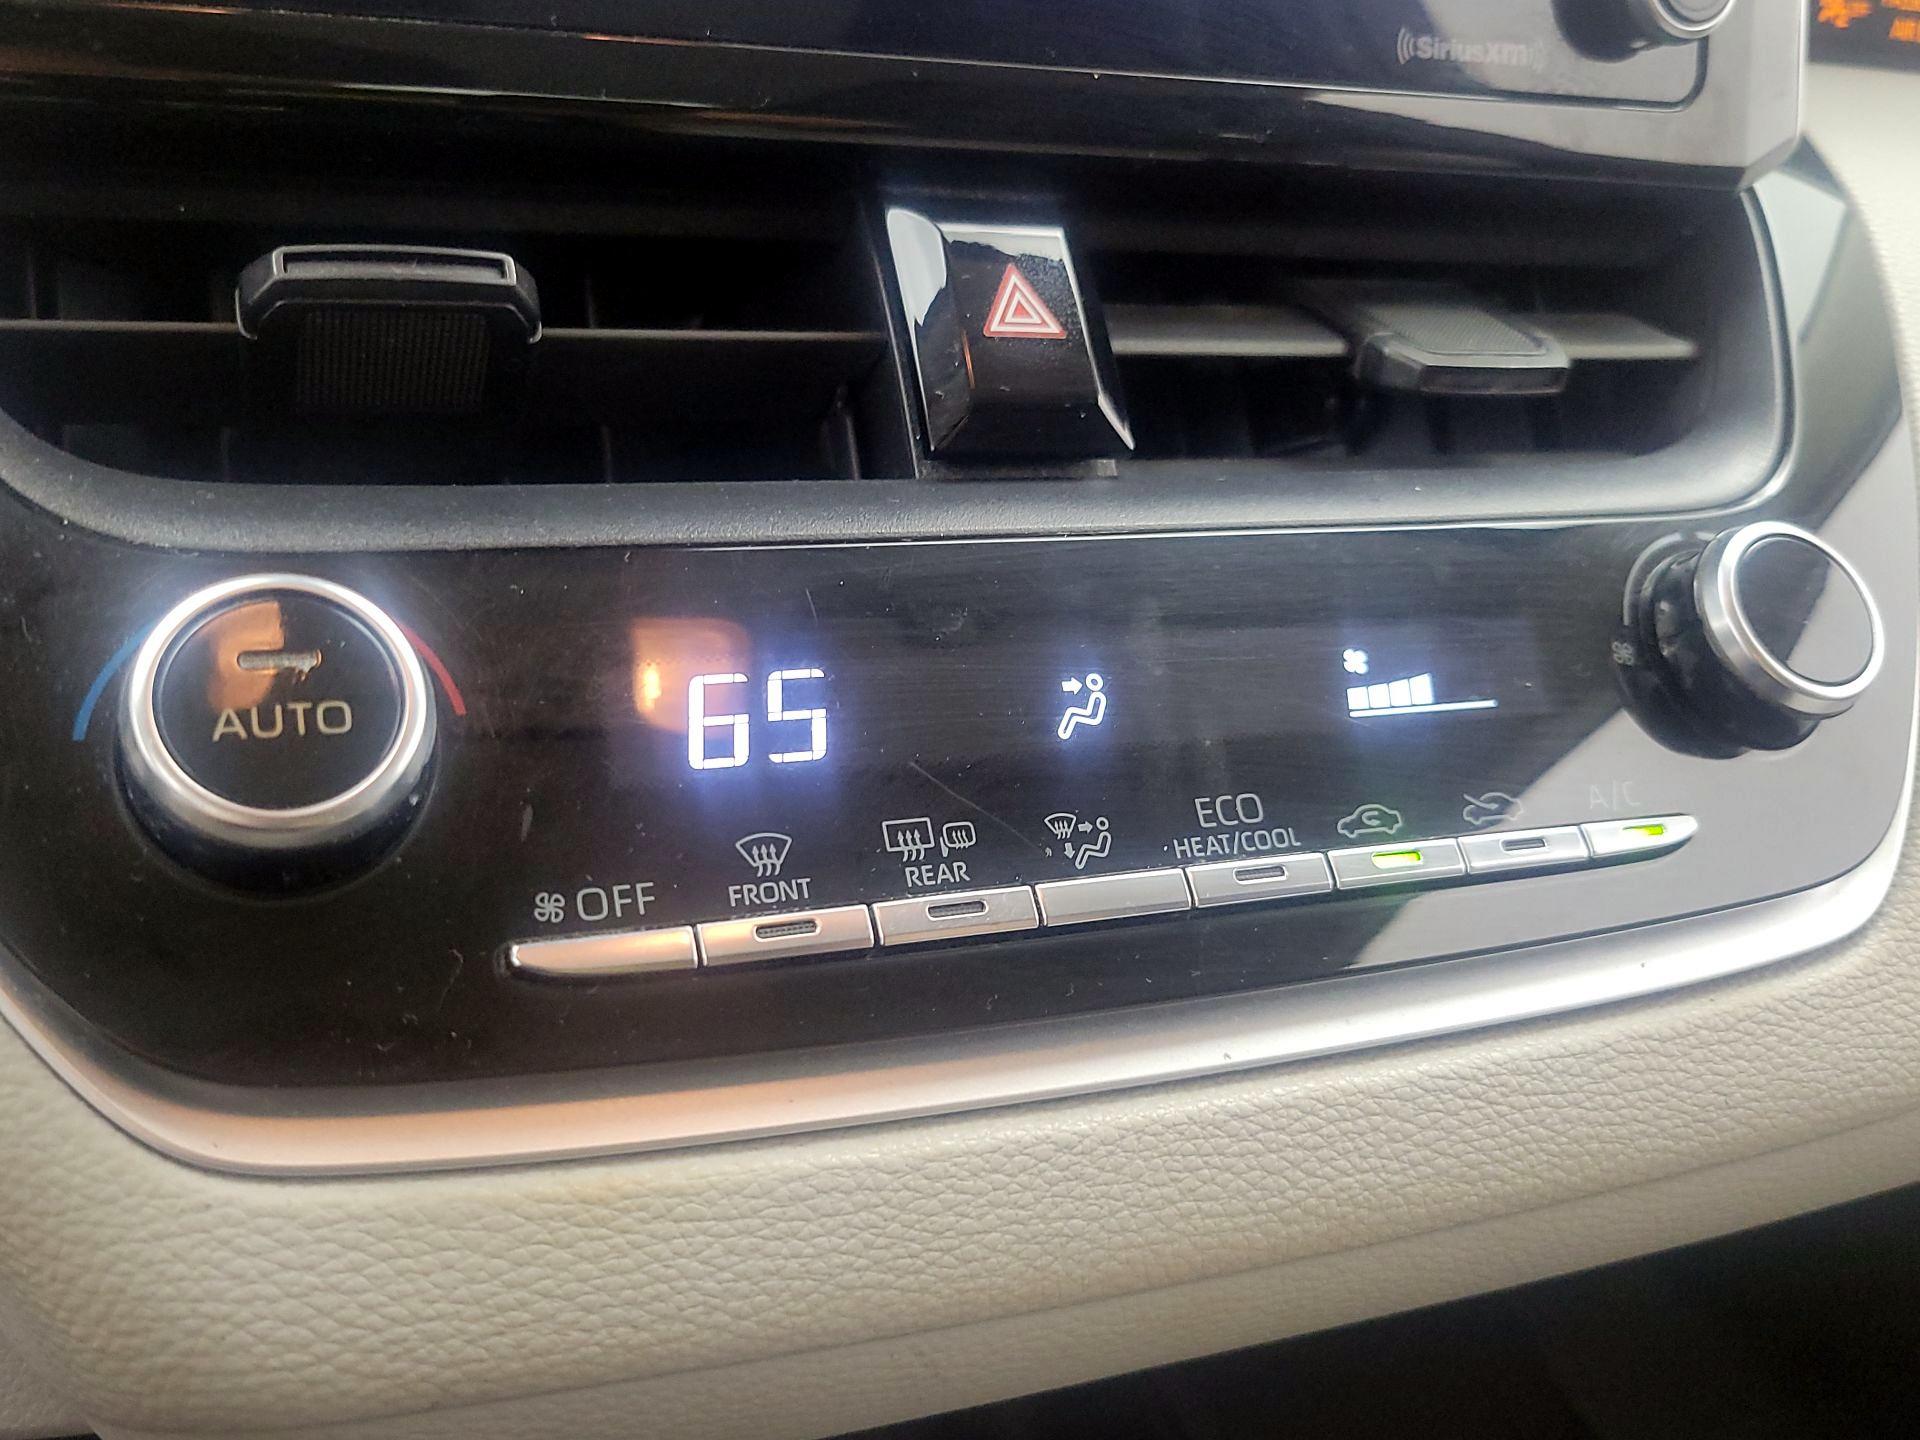 SiriusXM
AUTO
65
OFF
FRONT
REAR
ECO
HEAT/COOL
A/C